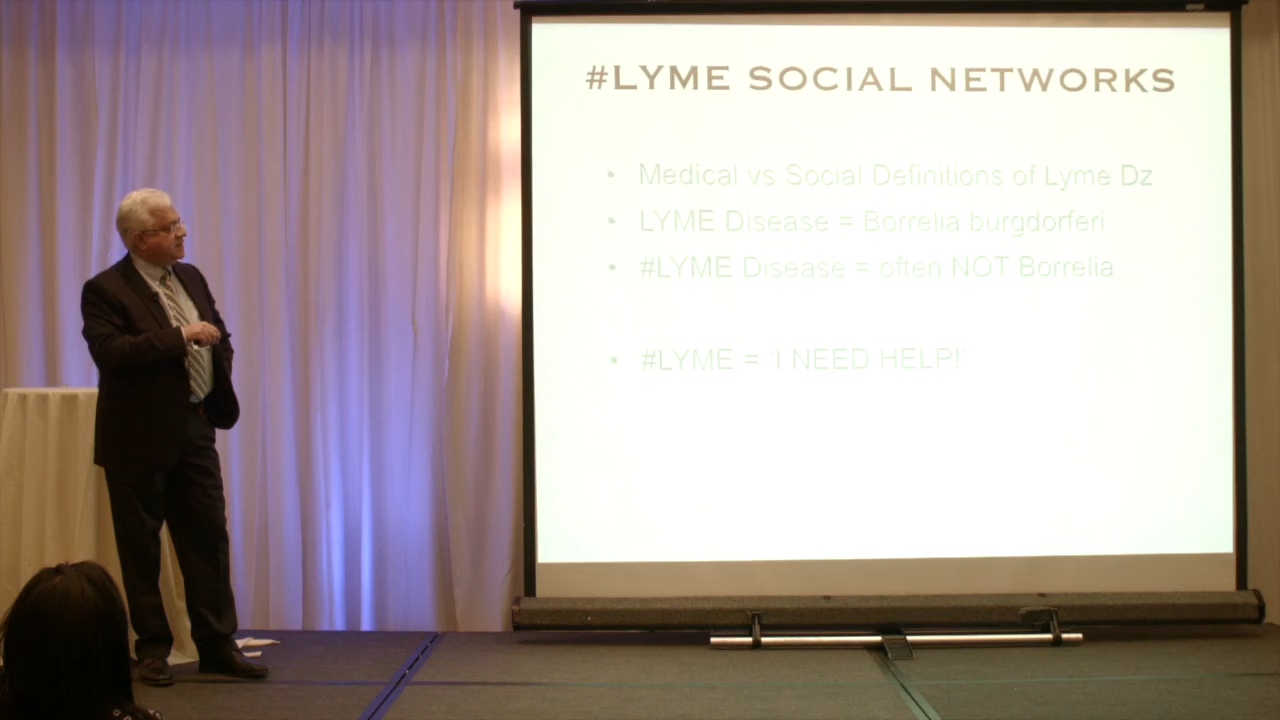 #LYME SOCIAL NETWORKS
• Medical vs Social Definitions of Lyme Dz
• LYME Disease = Borrelia burgdorferi
• #LYME Disease = often NOT Borrelia
• #LYME = 'I NEED HELP!'